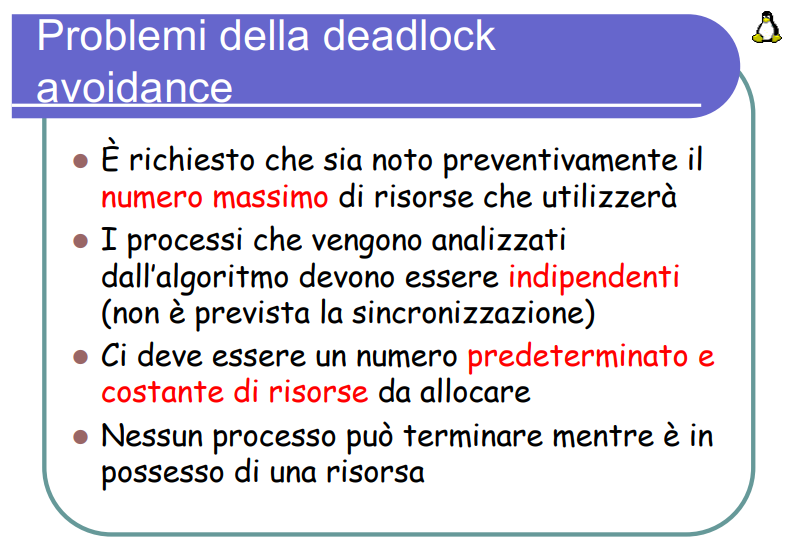 Problemi della deadlock
avoidance
È richiesto che sia noto preventivamente il
numero massimo di risorse che utilizzerà
I processi che vengono analizzati
dall'algoritmo devono essere indipendenti
(non è prevista la sincronizzazione)
Ci deve essere un numero predeterminato e
costante di risorse da allocare
Nessun processo può terminare mentre è in
possesso di una risorsa